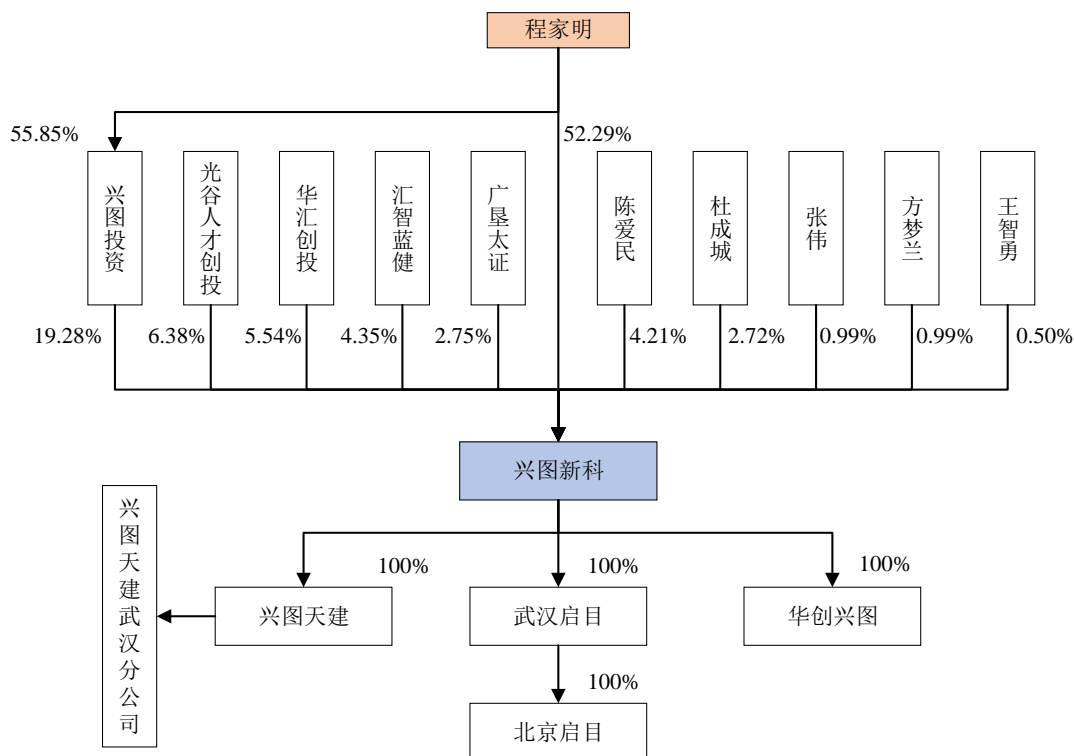 程家明
55.85%
52.29%
兴图投资
光谷人才创投
华汇创投
汇智蓝健
广垦太证
陈爱民
杜成城
张伟
方梦兰
王智勇
19.28%
6.38%
5.54%
4.35%
2.75%
4.21%
2.72%
0.99%
0.99%
0.50%
兴图新科
兴图天建武汉分公司
100%
100%
100%
兴图天建
武汉启目
华创兴图
100%
北京启目